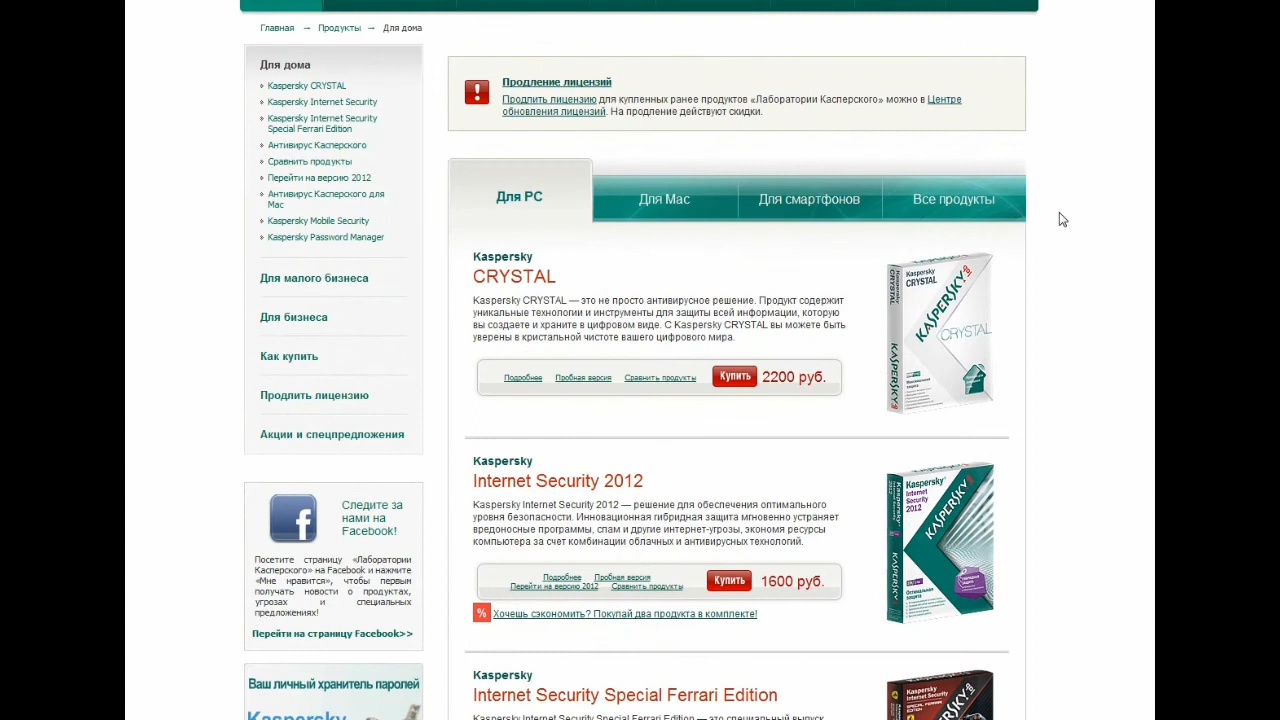 Главная → Продукты → Для дома
Для дома
Kaspersky CRYSTAL
Kaspersky Internet Security
Kaspersky Internet Security
Special Ferrari Edition
Антивирус Касперского
Сравнить продукты
Перейти на версию 2012
Антивирус Касперского для
Mac
Kaspersky Mobile Security
Kaspersky Password Manager
Для малого бизнеса
Для бизнеса
Как купить
Продлить лицензию
Акции и спецпредложения
Следите за
нами на
Facebook!
Посетите страницу «Лаборатории
Касперского» на Facebook и нажмите
«Мне нравится», чтобы первым
получать новости о продуктах,
угрозах и специальных
предложениях!
Перейти на страницу Facebook>>
Ваш личный хранитель паролей
Kaspersky
Продление лицензий
Продлить лицензию для купленных ранее продуктов «Лаборатории Касперского» можно в Центре
обновления лицензий. На продление действуют скидки.
Для PC
Для Mac
Для смартфонов
Все продукты
Kaspersky
CRYSTAL
Kaspersky CRYSTAL — это не просто антивирусное решение. Продукт содержит
уникальные технологии и инструменты для защиты всей информации, которую
вы создаете и храните в цифровом виде. С Kaspersky CRYSTAL вы можете быть
уверены в кристальной чистоте вашего цифрового мира.
Подробнее Пробная версия Сравнить продукты Купить 2200 руб.
Kaspersky
CRYSTAL
KASPERSKY
CRYSTAL
Kaspersky
Internet Security 2012
Kaspersky Internet Security 2012 — решение для обеспечения оптимального
уровня безопасности. Инновационная гибридная защита мгновенно устраняет
вредоносные программы, спам и другие интернет-угрозы, экономя ресурсы
компьютера за счет комбинации облачных и антивирусных технологий.
Подробнее Пробная версия
Перейти на версию 2012 Сравнить продукты
Купить 1600 руб.
% Хочешь сэкономить? Покупай два продукта в комплекте!
Kaspersky
Internet
Security
2012
KASPERSKY
Kaspersky
Internet Security Special Ferrari Edition
Kaspersky Internet Security Special Ferrari Edition — это специальный выпуск